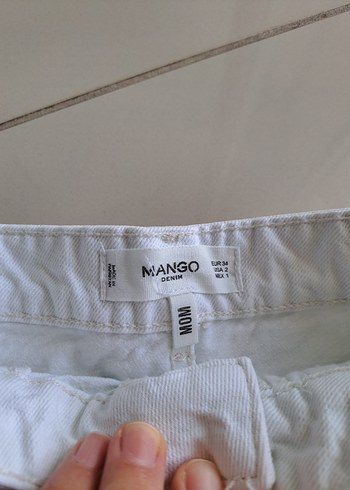 MANGO
DENIM
EUR 34
USA 2
MEX 1
MOM